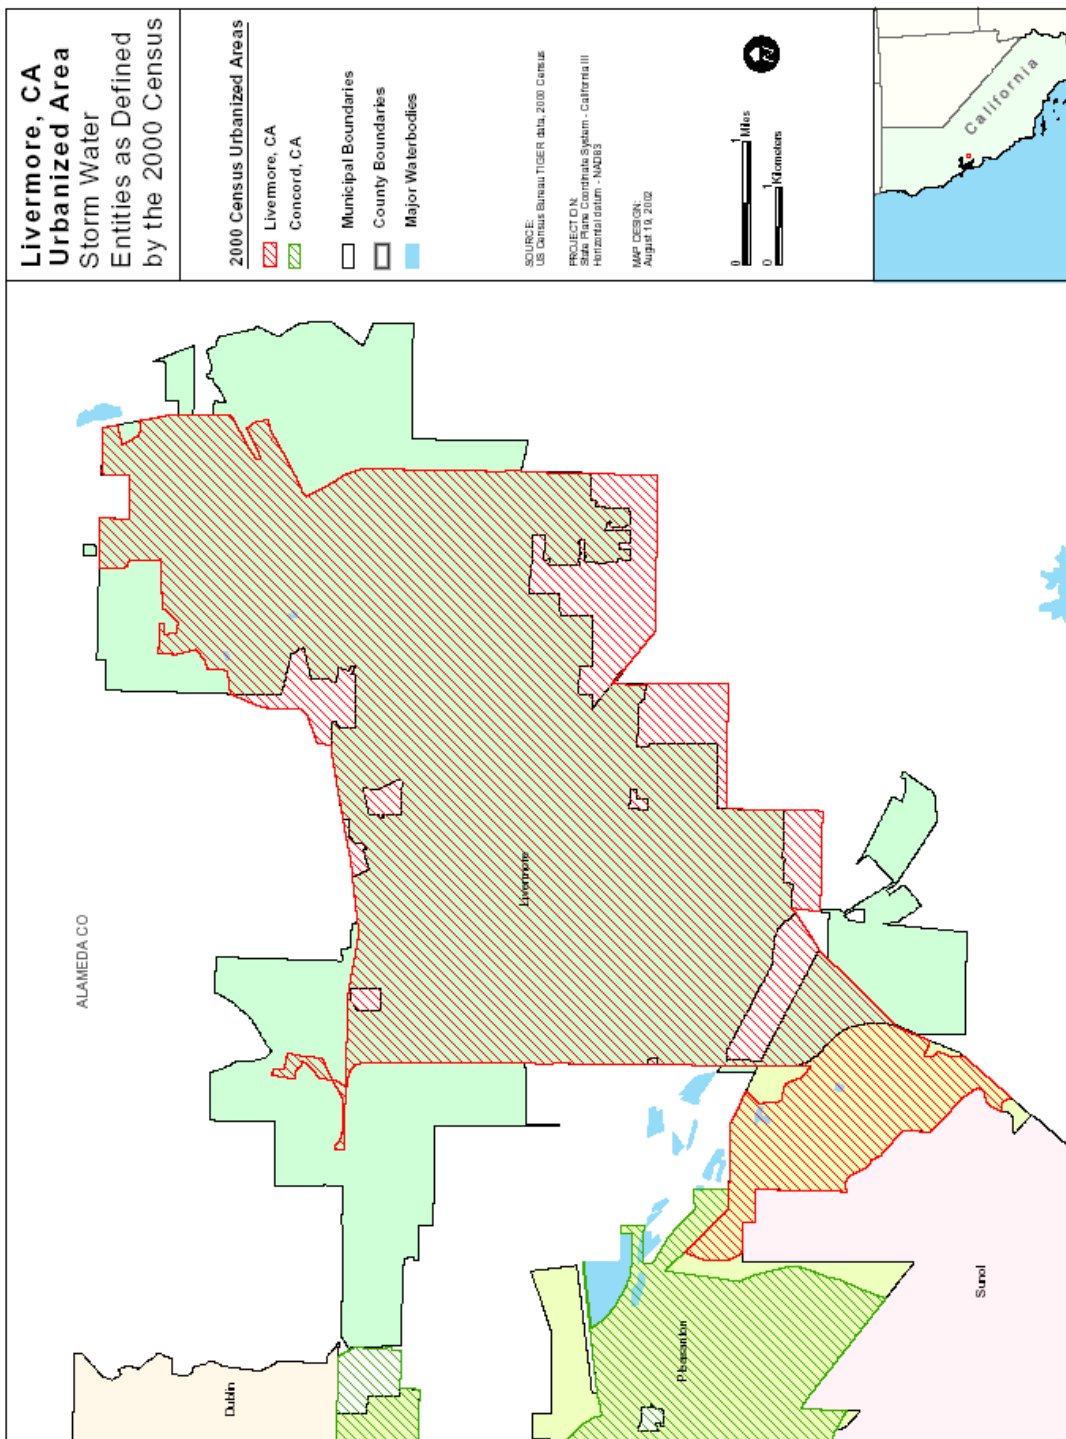 Livermore, CA
Urbanized Area
Storm Water
Entities as Defined
by the 2000 Census
2000 Census Urbanized Areas
Livermore, CA
Concord, CA
Municipal Boundaries
County Boundaries
Major Waterbodies
SOURCE:
US Census Bureau TIGER data, 2000 Census
PROJECTION:
State Plane Coordinate System - California III
Horizontal datum - NAD83
MAP DESIGN:
August 19, 2002
0 1 Miles
0 1 Kilometers
N
California
ALAMEDA CO
Livermore
Dublin
Pleasanton
Sunol